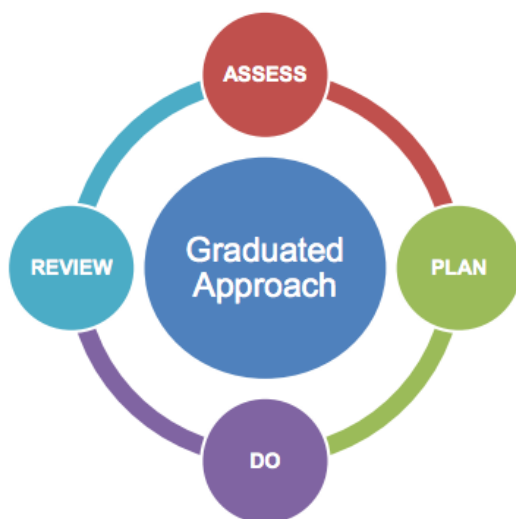 ASSESS
REVIEW
Graduated
Approach
PLAN
DO